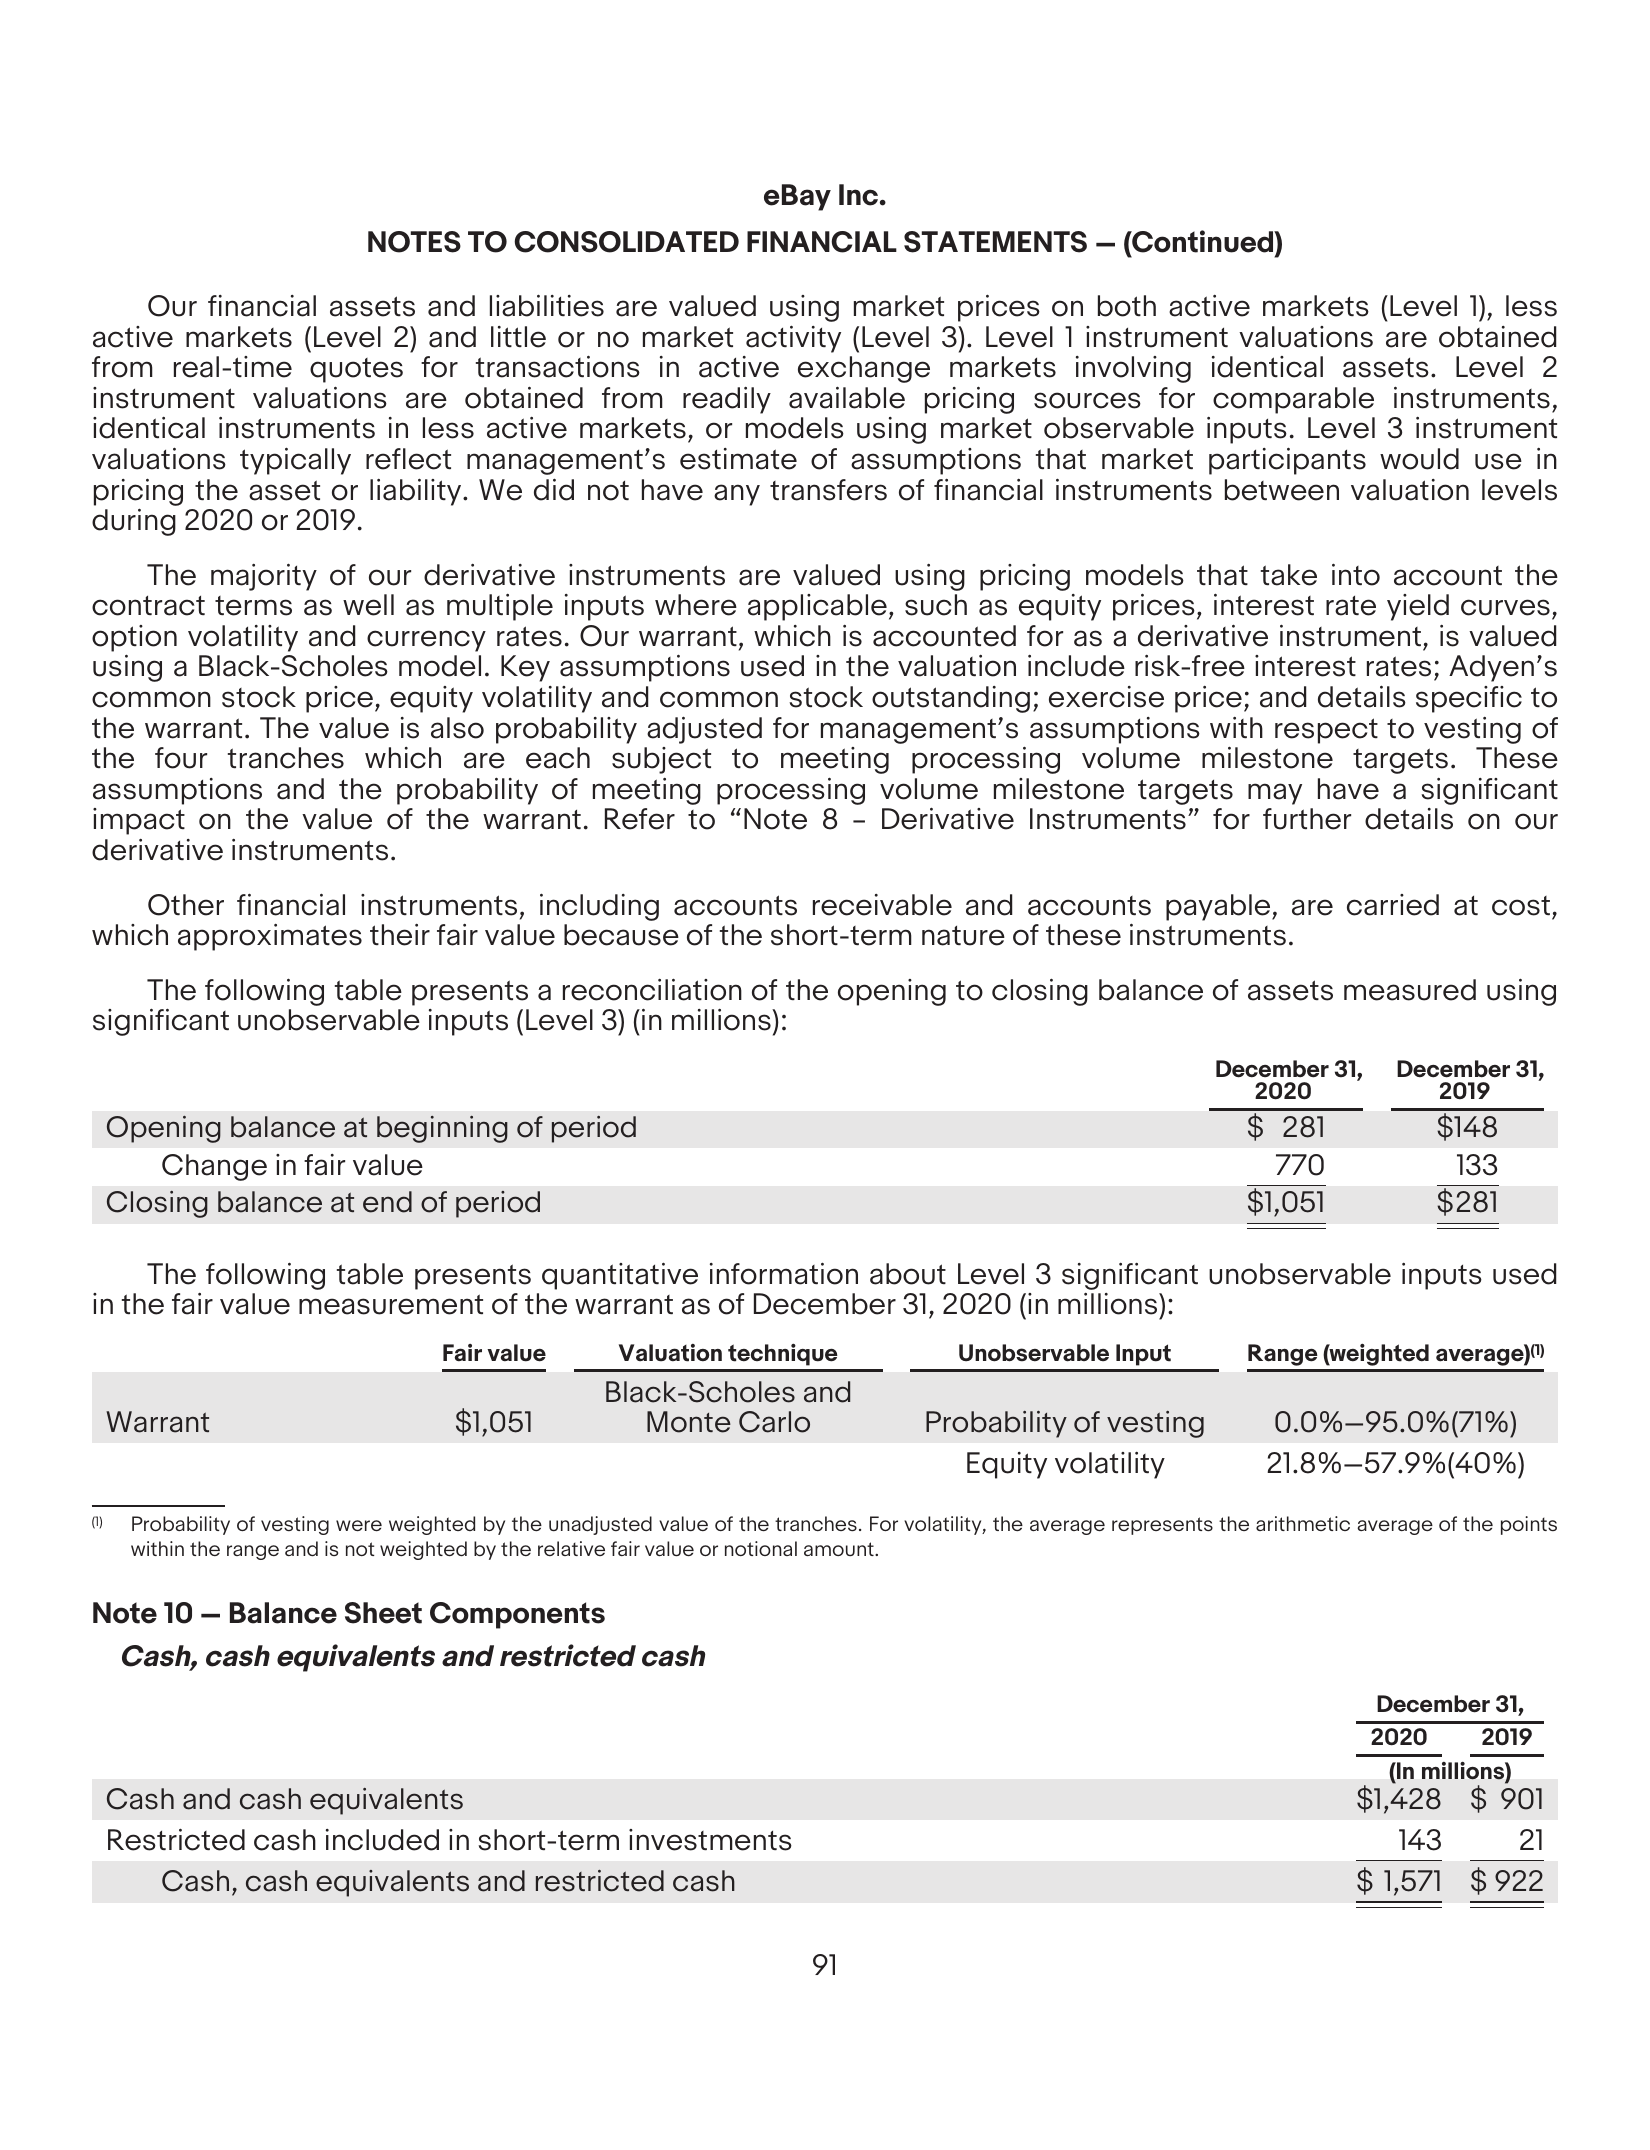 eBay Inc.
NOTES TO CONSOLIDATED FINANCIAL STATEMENTS — (Continued)
Our financial assets and liabilities are valued using market prices on both active markets (Level 1), less
active markets (Level 2) and little or no market activity (Level 3). Level 1 instrument valuations are obtained
from real-time quotes for transactions in active exchange markets involving identical assets. Level 2
instrument valuations are obtained from readily available pricing sources for comparable instruments,
identical instruments in less active markets, or models using market observable inputs. Level 3 instrument
valuations typically reflect management’s estimate of assumptions that market participants would use in
pricing the asset or liability. We did not have any transfers of financial instruments between valuation levels
during 2020 or 2019.
The majority of our derivative instruments are valued using pricing models that take into account the
contract terms as well as multiple inputs where applicable, such as equity prices, interest rate yield curves,
option volatility and currency rates. Our warrant, which is accounted for as a derivative instrument, is valued
using a Black-Scholes model. Key assumptions used in the valuation include risk-free interest rates; Adyen’s
common stock price, equity volatility and common stock outstanding; exercise price; and details specific to
the warrant. The value is also probability adjusted for management’s assumptions with respect to vesting of
the four tranches which are each subject to meeting processing volume milestone targets. These
assumptions and the probability of meeting processing volume milestone targets may have a significant
impact on the value of the warrant. Refer to “Note 8 – Derivative Instruments” for further details on our
derivative instruments.
Other financial instruments, including accounts receivable and accounts payable, are carried at cost,
which approximates their fair value because of the short-term nature of these instruments.
The following table presents a reconciliation of the opening to closing balance of assets measured using
significant unobservable inputs (Level 3) (in millions):
December 31, December 31,
2020 2019
Opening balance at beginning of period $ 281 $148
Change in fair value 770 133
Closing balance at end of period $1,051 $281
The following table presents quantitative information about Level 3 significant unobservable inputs used
in the fair value measurement of the warrant as of December 31, 2020 (in millions):
Fair value Valuation technique Unobservable Input Range (weighted average)(1)
Black-Scholes and
Warrant $1,051 Monte Carlo Probability of vesting 0.0%—95.0%(71%)
Equity volatility 21.8%—57.9%(40%)
(1) Probability of vesting were weighted by the unadjusted value of the tranches. For volatility, the average represents the arithmetic average of the points
within the range and is not weighted by the relative fair value or notional amount.
Note 10 — Balance Sheet Components
Cash, cash equivalents and restricted cash
December 31,
2020 2019
(In millions)
Cash and cash equivalents $1,428 $ 901
Restricted cash included in short-term investments 143 21
Cash, cash equivalents and restricted cash $ 1,571 $ 922
91